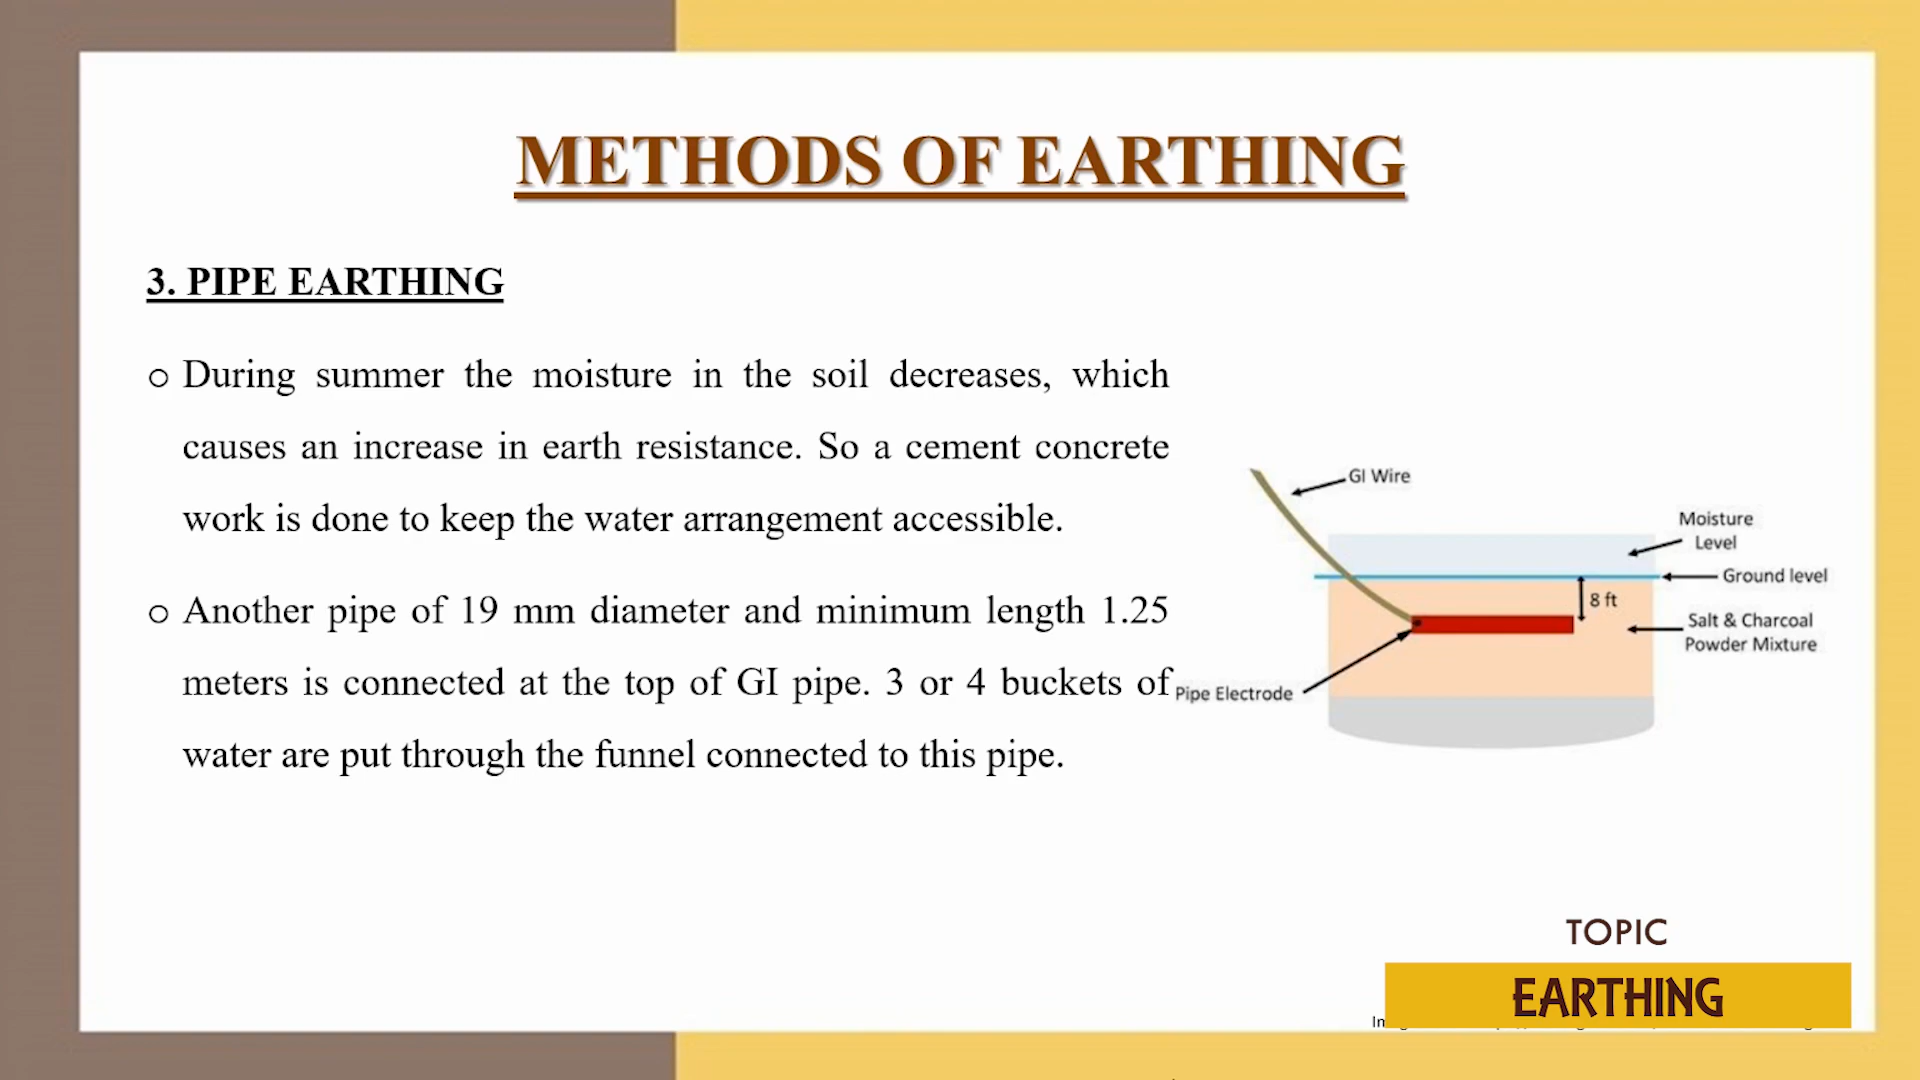 METHODS OF EARTHING
3. PIPE EARTHING
o During summer the moisture in the soil decreases, which
causes an increase in earth resistance. So a cement concrete
work is done to keep the water arrangement accessible.
o Another pipe of 19 mm diameter and minimum length 1.25
meters is connected at the top of GI pipe. 3 or 4 buckets of
water are put through the funnel connected to this pipe.
GI Wire
Moisture
Level
Ground level
8 ft
Salt & Charcoal
Powder Mixture
Pipe Electrode
TOPIC
EARTHING